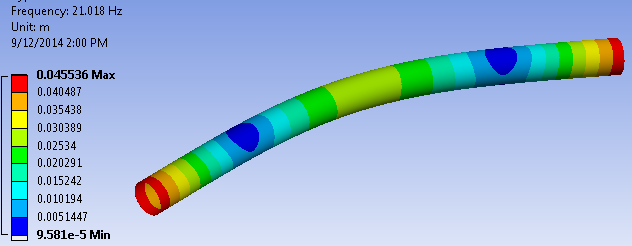 Frequency: 21.018 Hz
Unit: m
9/12/2014 2:00 PM
0.045536 Max
0.040487
0.035438
0.030389
0.02534
0.020291
0.015242
0.010194
0.0051447
9.581e-5 Min